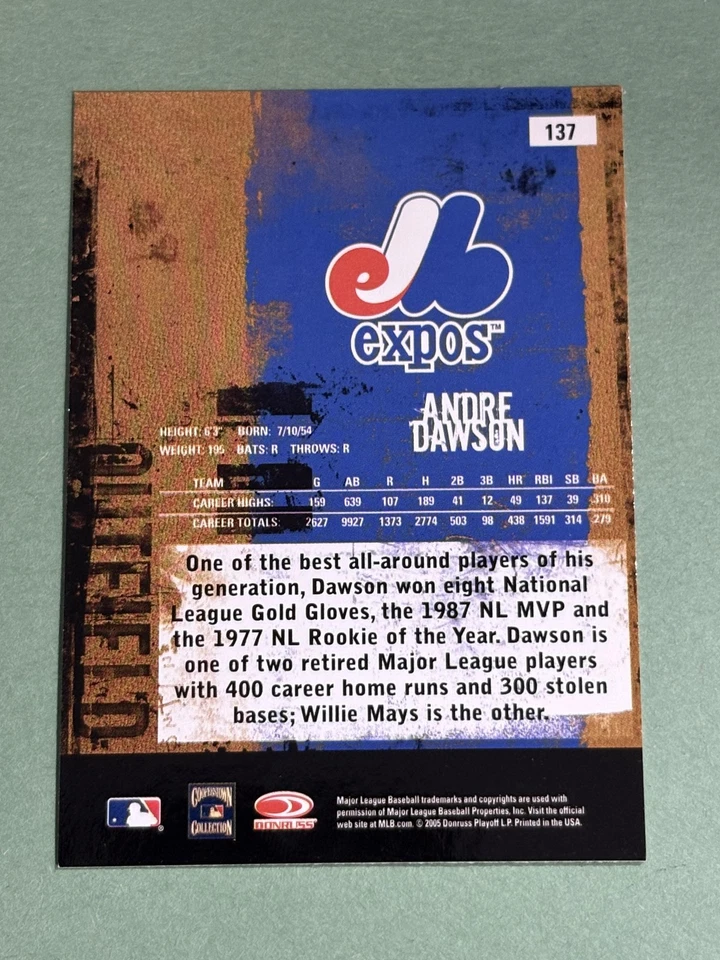 137
expos™
ANDRE
DAWSON
HEIGHT: 6'3" BORN: 7/10/54
WEIGHT: 195 BATS: R THROWS: R
TEAM G AB R H 2B 3B HR RBI SB BA
CAREER HIGHS: 159 639 107 189 41 12 49 137 39 .310
CAREER TOTALS: 2627 9927 1373 2774 503 98 438 1591 314 .279
OUTFIELD
One of the best all-around players of his
generation, Dawson won eight National
League Gold Gloves, the 1987 NL MVP and
the 1977 NL Rookie of the Year. Dawson is
one of two retired Major League players
with 400 career home runs and 300 stolen
bases; Willie Mays is the other.
COOPERSTOWN
COLLECTION
DONRUSS
Major League Baseball trademarks and copyrights are used with
permission of Major League Baseball Properties, Inc. Visit the official
web site at MLB.com. © 2005 Donruss Playoff L.P. Printed in the USA.